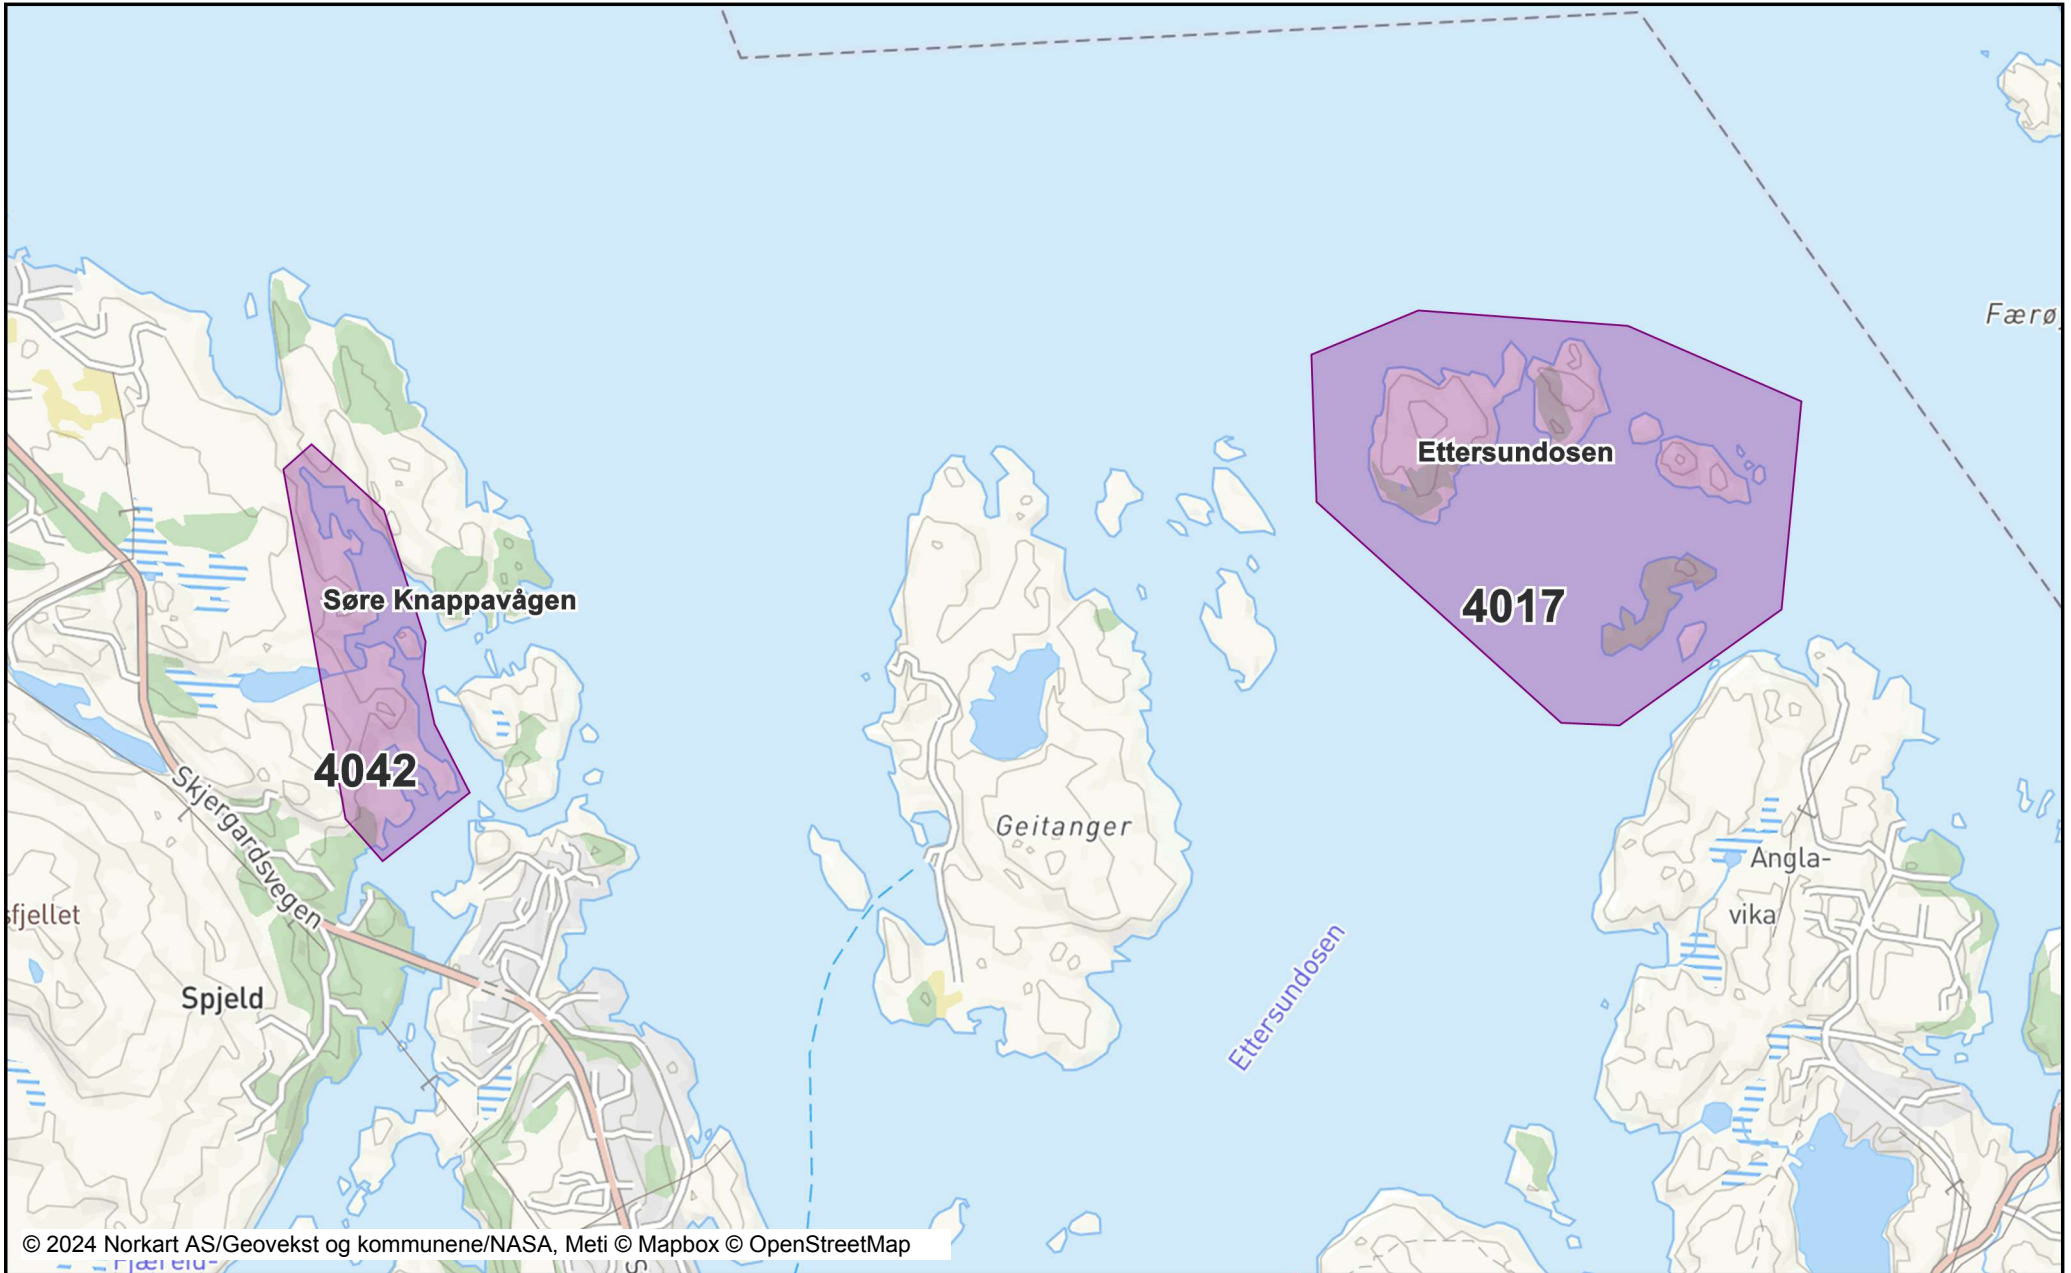 Færø
Ettersundosen
Søre Knappavågen
4017
4042
Skjergardsvegen
Geitanger
Angla-
vika
sfjellet
Spjeld
Ettersundosen
© 2024 Norkart AS/Geovekst og kommunene/NASA, Meti © Mapbox © OpenStreetMap